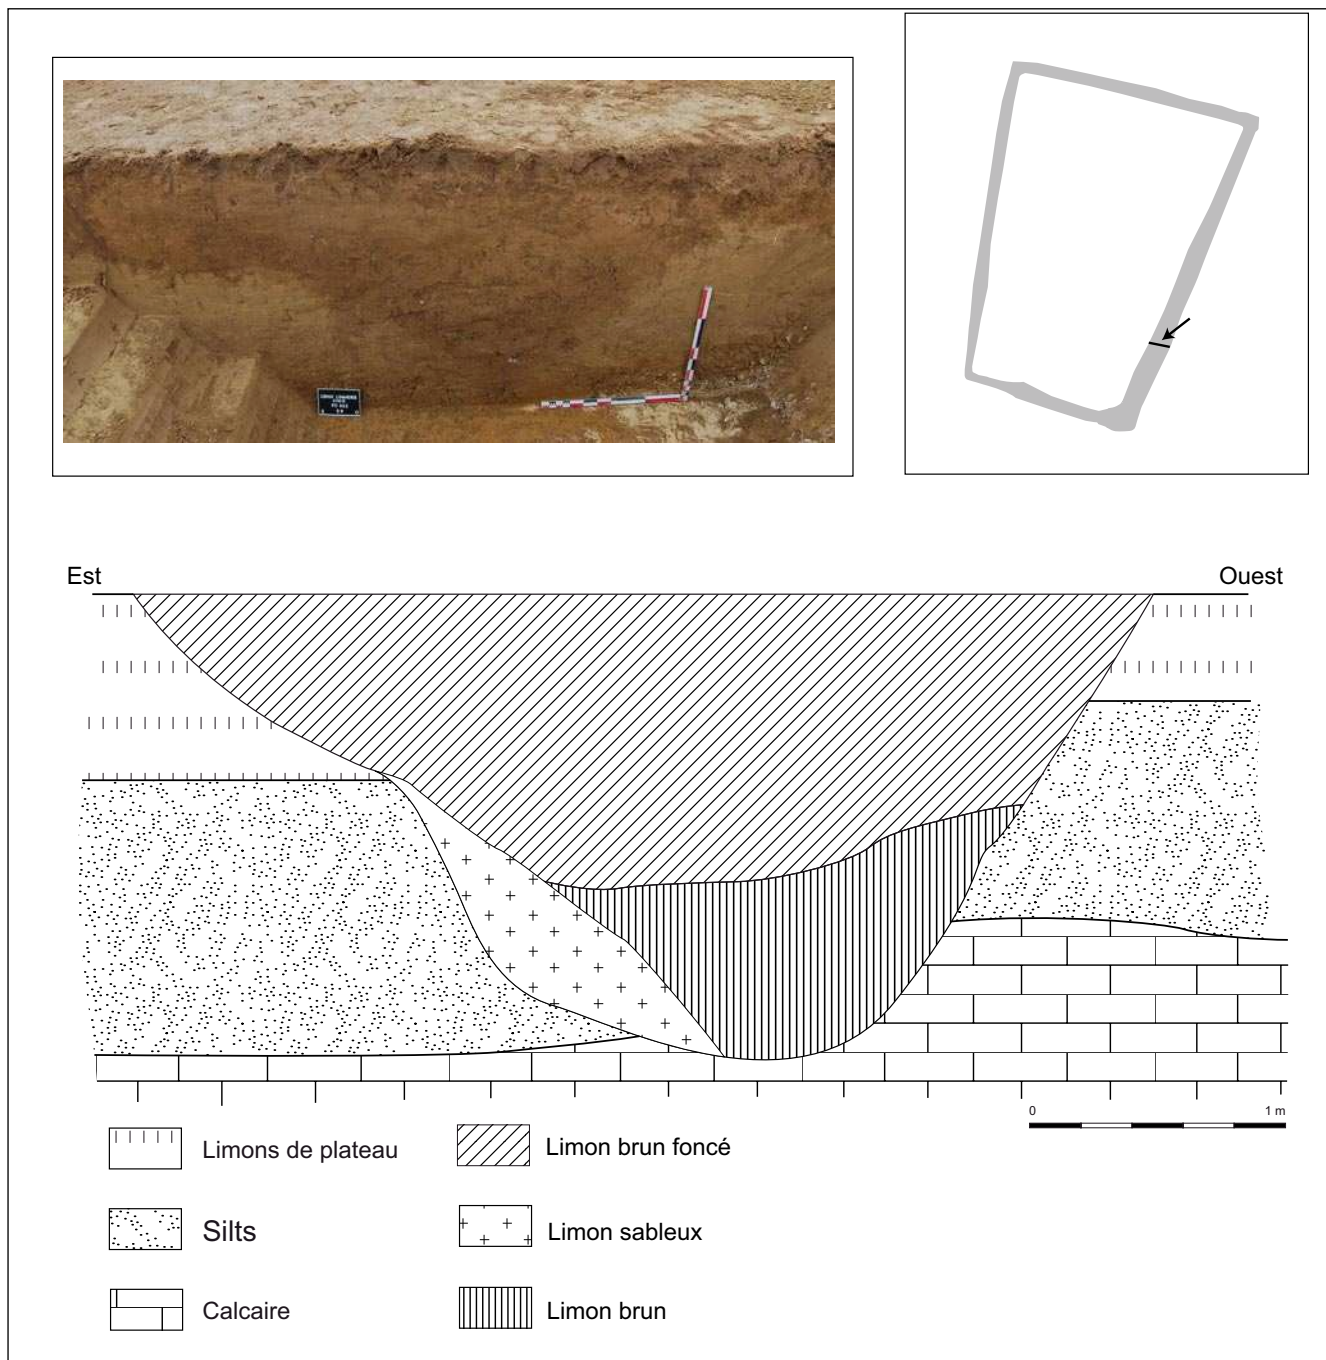 Est
Ouest
0 1 m
Limons de plateau
Limon brun foncé
Silts
Limon sableux
Calcaire
Limon brun